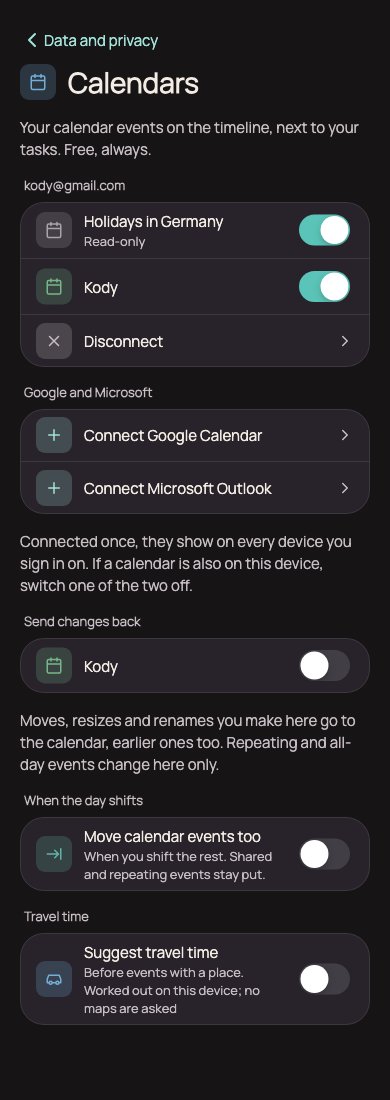 Data and privacy
Calendars
Your calendar events on the timeline, next to your
tasks. Free, always.
kody@gmail.com
Holidays in Germany
Read-only
Kody
Disconnect
Google and Microsoft
Connect Google Calendar
Connect Microsoft Outlook
Connected once, they show on every device you
sign in on. If a calendar is also on this device,
switch one of the two off.
Send changes back
Kody
Moves, resizes and renames you make here go to
the calendar, earlier ones too. Repeating and all-
day events change here only.
When the day shifts
Move calendar events too
When you shift the rest. Shared
and repeating events stay put.
Travel time
Suggest travel time
Before events with a place.
Worked out on this device; no
maps are asked